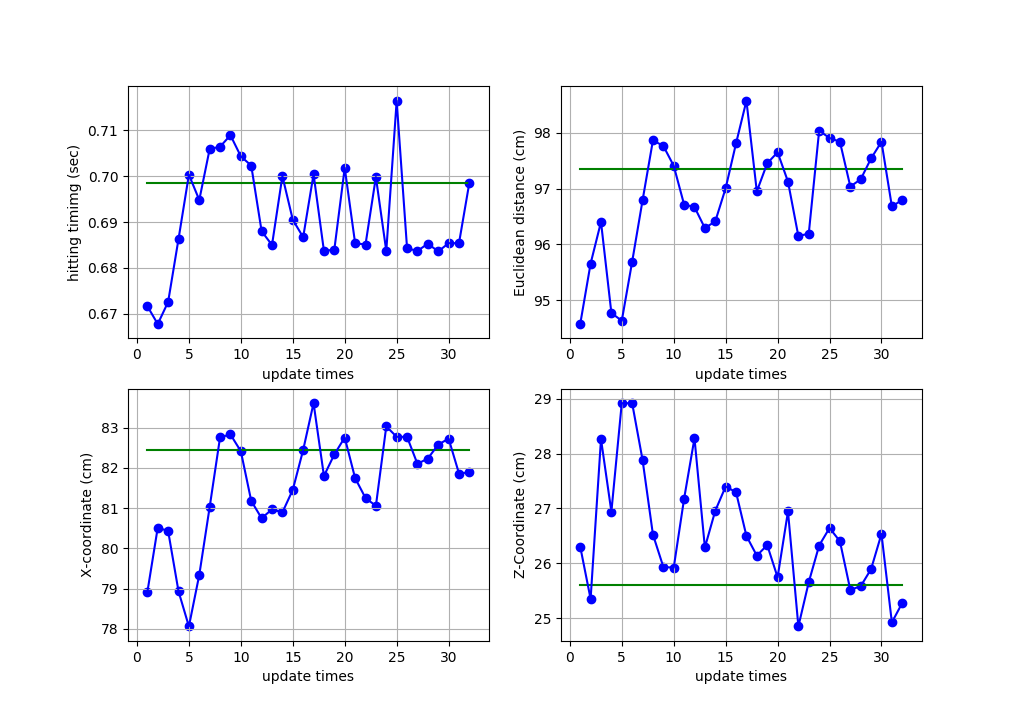 hitting timimg (sec)
0.71
0.70
0.69
0.68
0.67
0 5 10 15 20 25 30
update times
Euclidean distance (cm)
98
97
96
95
0 5 10 15 20 25 30
update times
X-coordinate (cm)
83
82
81
80
79
78
0 5 10 15 20 25 30
update times
Z-Coordinate (cm)
29
28
27
26
25
0 5 10 15 20 25 30
update times